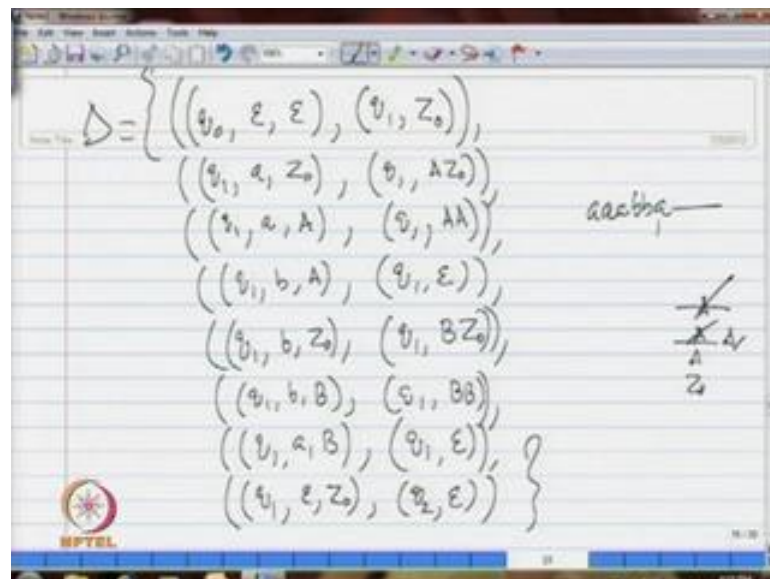 Δ = { ((q₀, ε, ε), (q₁, Z₀)),
((q₁, a, Z₀), (q₁, AZ₀)),
((q₁, a, A), (q₁, AA)),
((q₁, b, A), (q₁, ε)),
((q₁, b, Z₀), (q₁, BZ₀)),
((q₁, b, B), (q₁, BB)),
((q₁, a, B), (q₁, ε)),
((q₁, ε, Z₀), (q₂, ε)) }
aaabba
A
A A
A
Z₀
NPTEL